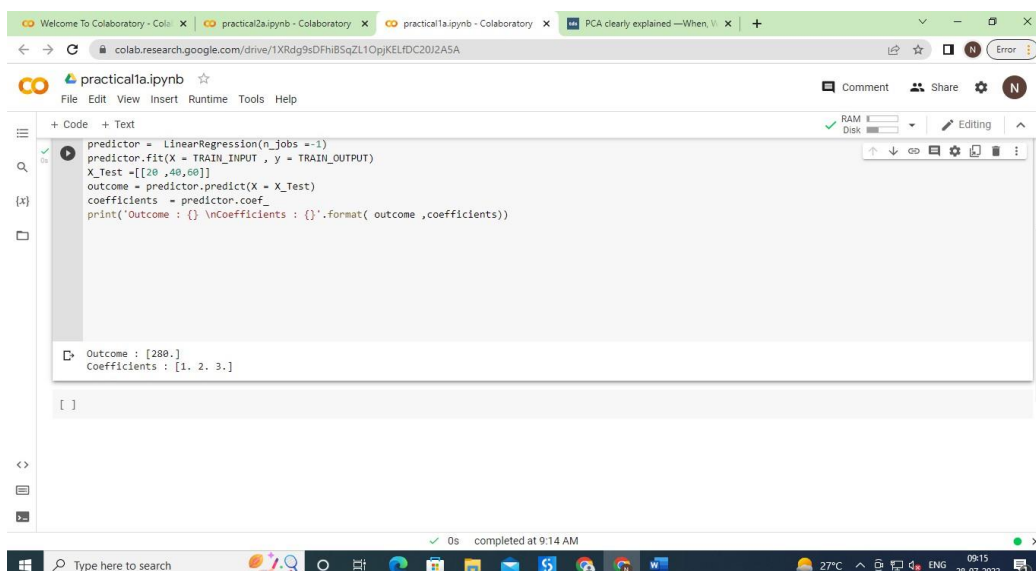 Welcome To Colaboratory - Cola
practical2a.ipynb - Colaboratory
practical1a.ipynb - Colaboratory
PCA clearly explained —When, W
colab.research.google.com/drive/1XRdg9sDFhiBSqZL1OpjKELfDC20J2A5A
N
Error
CO
practical1a.ipynb
Comment
Share
N
File Edit View Insert Runtime Tools Help
+ Code + Text
RAM
Disk
Editing
0s
{x}
predictor = LinearRegression(n_jobs =-1)
predictor.fit(X = TRAIN_INPUT , y = TRAIN_OUTPUT)
X_Test =[[20 ,40,60]]
outcome = predictor.predict(X = X_Test)
coefficients = predictor.coef_
print('Outcome : {} \nCoefficients : {}'.format( outcome ,coefficients))
Outcome : [280.]
Coefficients : [1. 2. 3.]
[ ]
0s completed at 9:14 AM
Type here to search
27°C
ENG
09:15